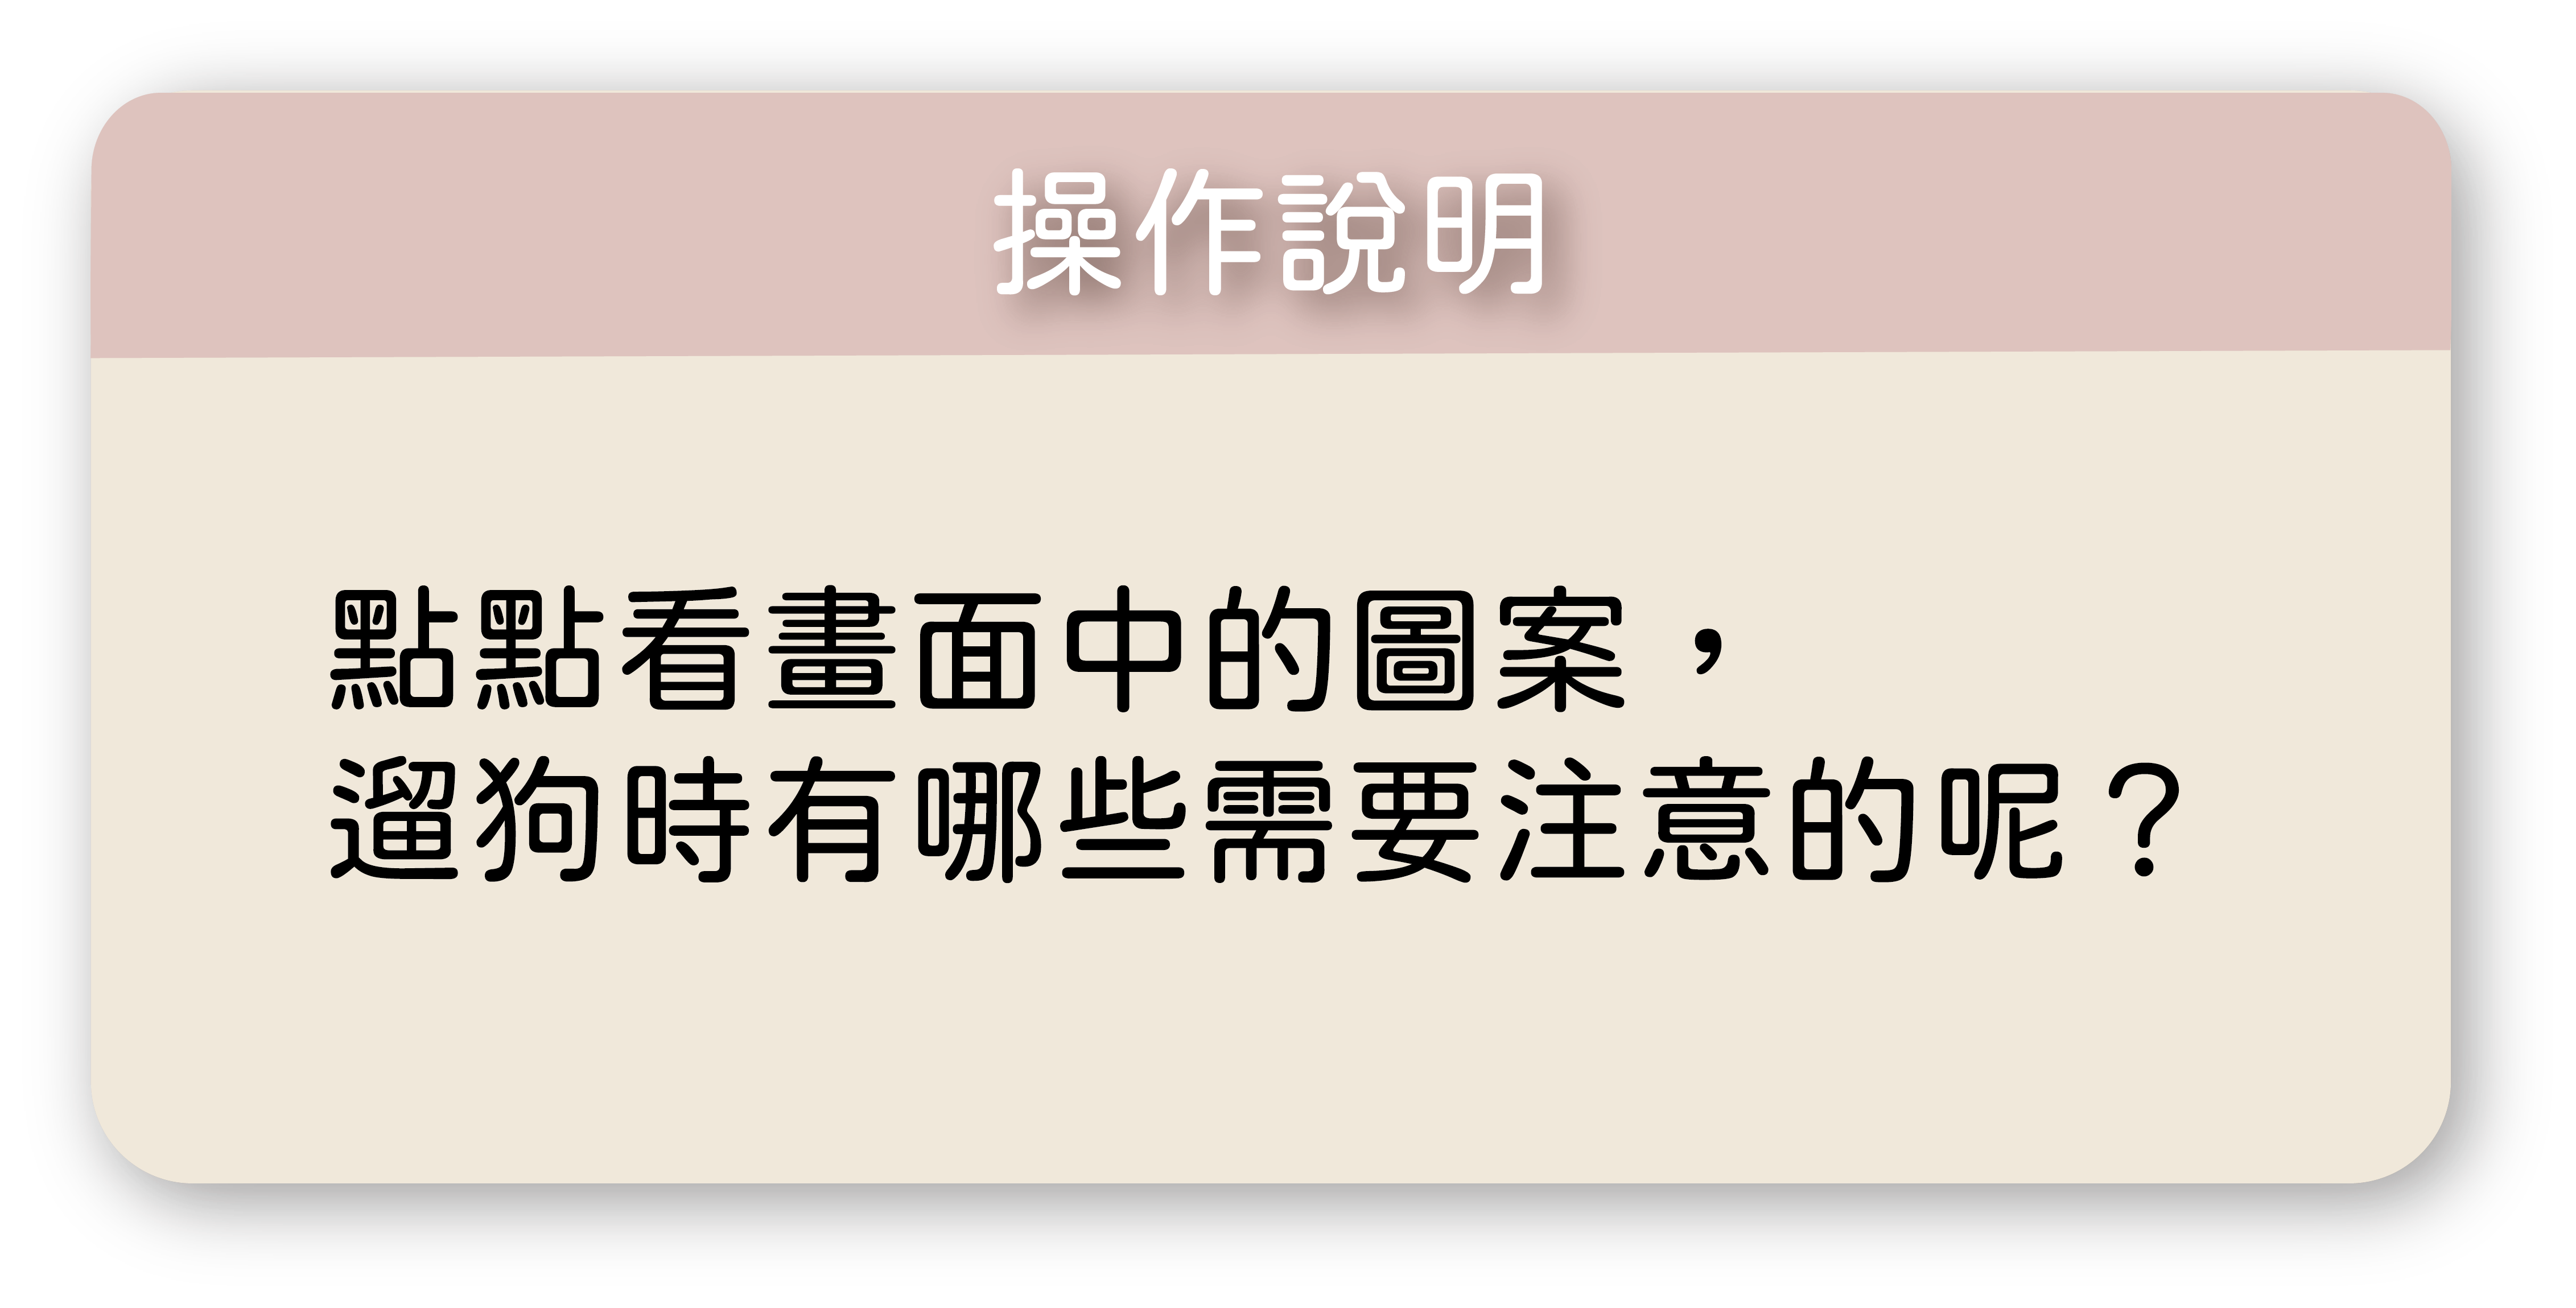 操作說明
點點看畫面中的圖案，
遛狗時有哪些需要注意的呢？